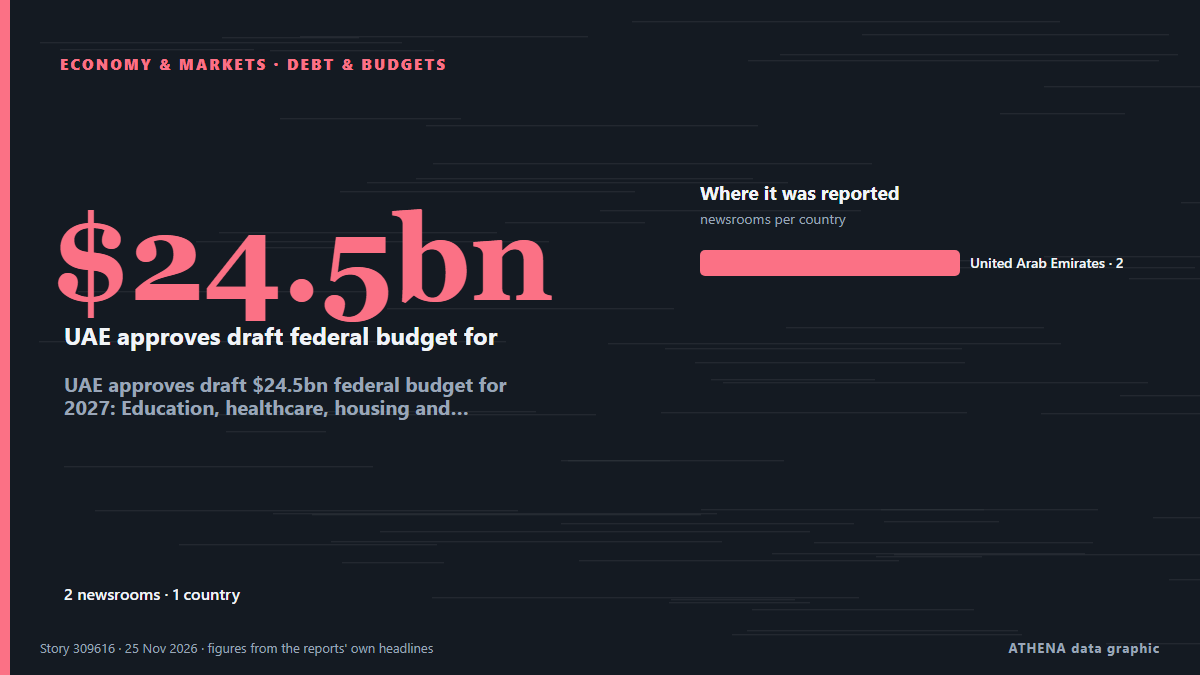 ECONOMY & MARKETS · DEBT & BUDGETS
$24.5bn
UAE approves draft federal budget for
UAE approves draft $24.5bn federal budget for
2027: Education, healthcare, housing and…
Where it was reported
newsrooms per country
United Arab Emirates · 2
2 newsrooms · 1 country
Story 309616 · 25 Nov 2026 · figures from the reports' own headlines
ATHENA data graphic